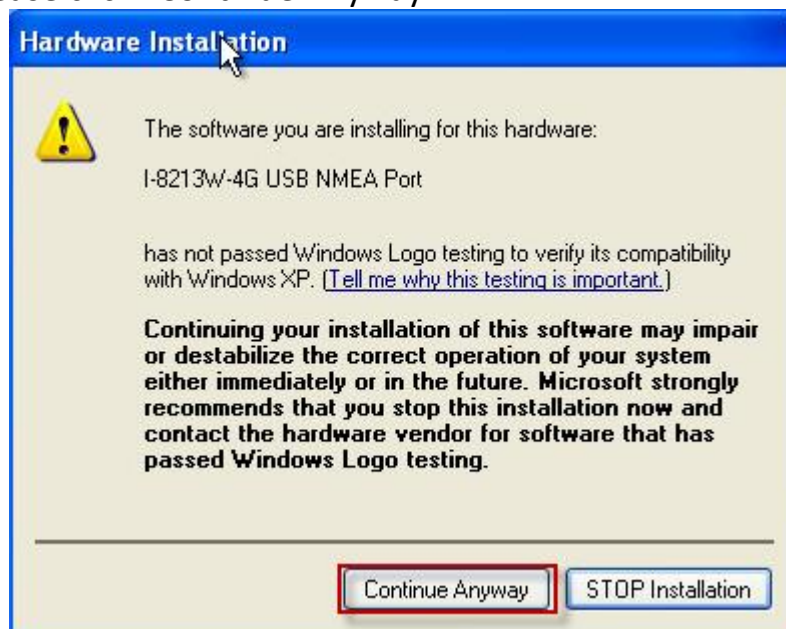 Hardware Installation
The software you are installing for this hardware:
I-8213W-4G USB NMEA Port
has not passed Windows Logo testing to verify its compatibility
with Windows XP. (Tell me why this testing is important.)
Continuing your installation of this software may impair
or destabilize the correct operation of your system
either immediately or in the future. Microsoft strongly
recommends that you stop this installation now and
contact the hardware vendor for software that has
passed Windows Logo testing.
Continue Anyway STOP Installation